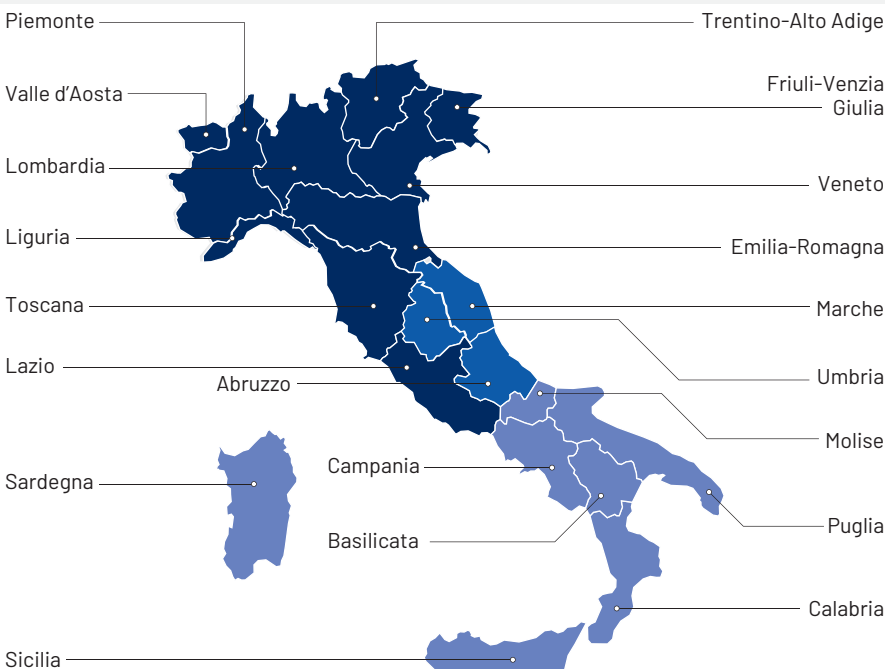 Piemonte
Trentino-Alto Adige
Valle d'Aosta
Friuli-Venzia
Giulia
Lombardia
Veneto
Liguria
Emilia-Romagna
Toscana
Marche
Lazio
Abruzzo
Umbria
Molise
Campania
Sardegna
Puglia
Basilicata
Calabria
Sicilia